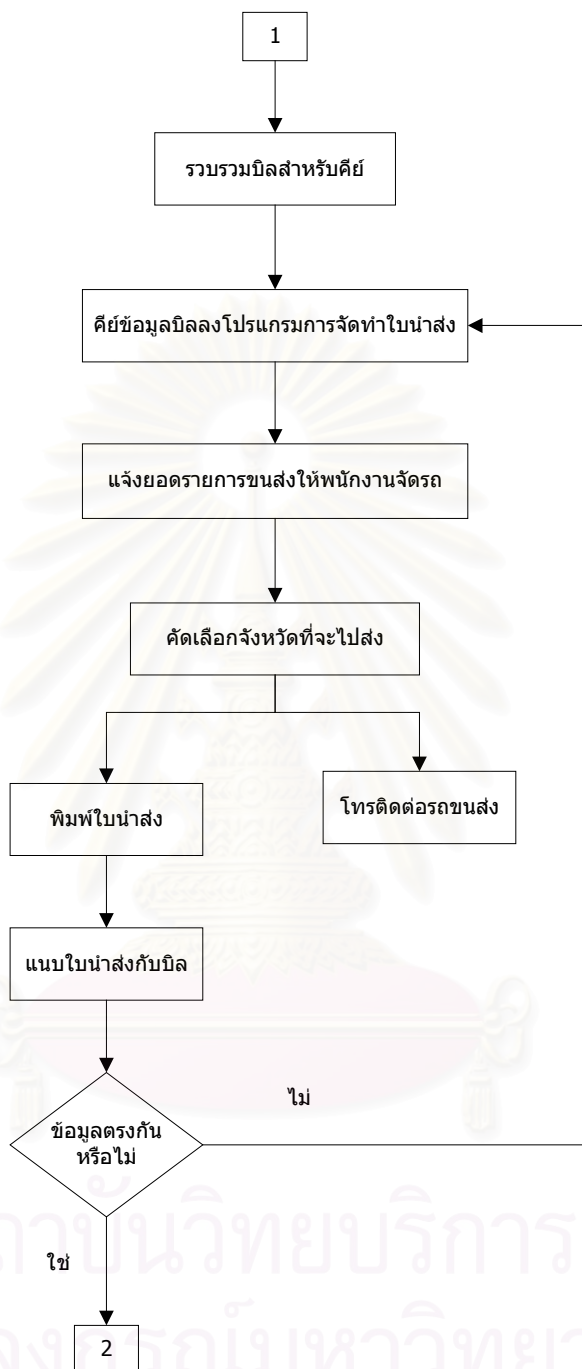 1
รวบรวมบิลสำหรับคีย์
คีย์ข้อมูลบิลลงโปรแกรมการจัดทำใบนำส่ง
แจ้งยอดรายการขนส่งให้พนักงานจัดรถ
คัดเลือกจังหวัดที่จะไปส่ง
พิมพ์ใบนำส่ง
โทรติดต่อรถขนส่ง
แนบใบนำส่งกับบิล
ข้อมูลตรงกัน
หรือไม่
ไม่
ใช่
2